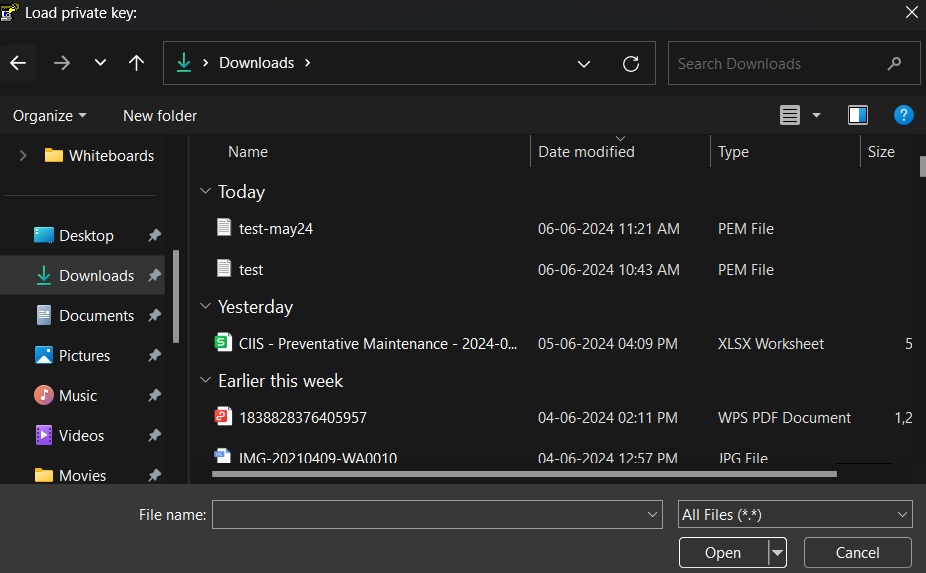 Load private key:
Downloads
Search Downloads
Organize
New folder
Name Date modified Type Size
Whiteboards
Desktop
Downloads
Documents
Pictures
Music
Videos
Movies
Today
test-may24 06-06-2024 11:21 AM PEM File
test 06-06-2024 10:43 AM PEM File
Yesterday
CIIS - Preventative Maintenance - 2024-0... 05-06-2024 04:09 PM XLSX Worksheet 5
Earlier this week
1838828376405957 04-06-2024 02:11 PM WPS PDF Document 1,2
IMG-20210409-WA0010 04-06-2024 12:57 PM JPG File
File name:
All Files (*.*)
Open
Cancel